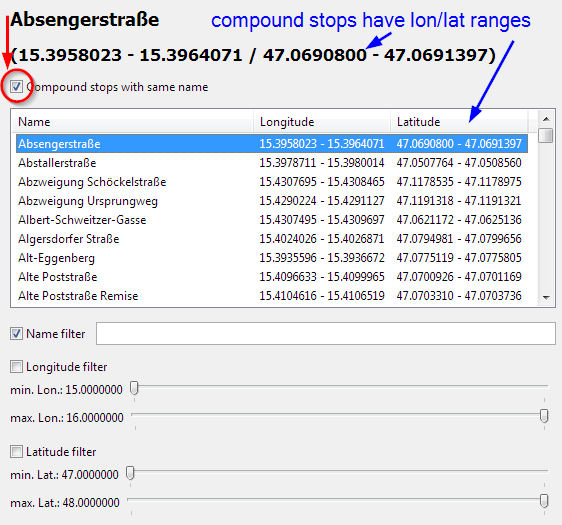 Absengerstraße
compound stops have lon/lat ranges
(15.3958023 - 15.3964071 / 47.0690800 - 47.0691397)
Compound stops with same name
Name Longitude Latitude
Absengerstraße 15.3958023 - 15.3964071 47.0690800 - 47.0691397
Abstallerstraße 15.3978711 - 15.3980014 47.0507764 - 47.0508560
Abzweigung Schöckelstraße 15.4307695 - 15.4308465 47.1178535 - 47.1178975
Abzweigung Ursprungweg 15.4290224 - 15.4291127 47.1191318 - 47.1191321
Albert-Schweitzer-Gasse 15.4307495 - 15.4309697 47.0621172 - 47.0625136
Algersdorfer Straße 15.4024026 - 15.4026871 47.0794981 - 47.0799656
Alt-Eggenberg 15.3935596 - 15.3936672 47.0775119 - 47.0775805
Alte Poststraße 15.4096633 - 15.4099965 47.0700926 - 47.0701169
Alte Poststraße Remise 15.4104616 - 15.4106519 47.0703310 - 47.0703736
Name filter
Longitude filter
min. Lon.: 15.0000000
max. Lon.: 16.0000000
Latitude filter
min. Lat.: 47.0000000
max. Lat.: 48.0000000